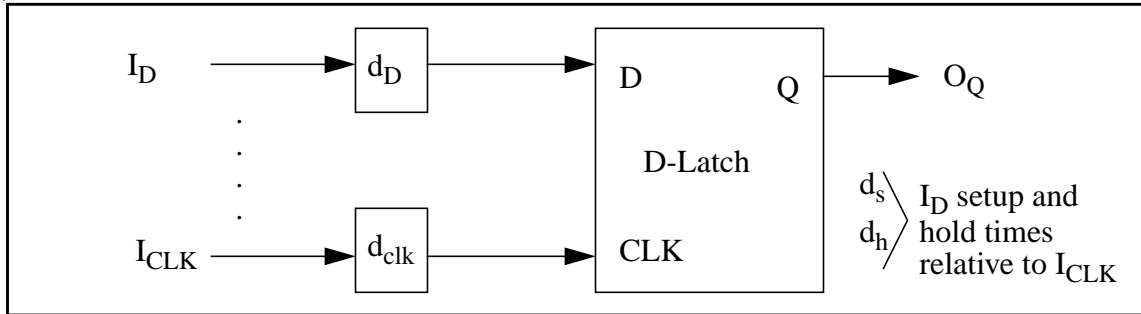 I_D
d_D
D
Q
O_Q
D-Latch
d_s
d_h
I_D setup and
hold times
relative to I_CLK
I_CLK
d_clk
CLK